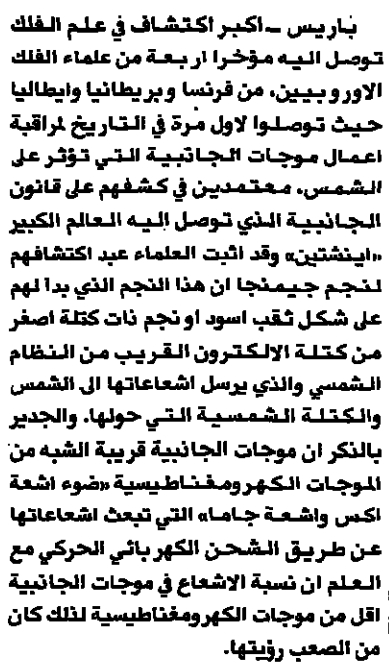 باريس ـ اكبر اكتشاف في علم الفلك
توصل اليه مؤخرا اربعة من علماء الفلك
الاوروبيين، من فرنسا وبريطانيا وايطاليا
حيث توصلوا لاول مرة في التاريخ لمراقبة
اعمال موجات الجاذبية التي تؤثر على
الشمس، معتمدين في كشفهم على قانون
الجاذبية الذي توصل اليه العالم الكبير
«اينشتين» وقد اثبت العلماء عبد اكتشافهم
لنجم جيمنجا ان هذا النجم الذي بدا لهم
على شكل ثقب اسود او نجم ذات كتلة اصغر
من كتلة الالكترون القريب من النظام
الشمسي والذي يرسل اشعاعاتها الى الشمس
والكتلة الشمسية التي حولها. والجدير
بالذكر ان موجات الجاذبية قريبة الشبه من
الموجات الكهرومغناطيسية «ضوء اشعة
اكس واشعة جاما» التي تبعث اشعاعاتها
عن طريق الشحن الكهربائي الحركي مع
العلم ان نسبة الاشعاع في موجات الجاذبية
اقل من موجات الكهرومغناطيسية لذلك كان
من الصعب رؤيتها.